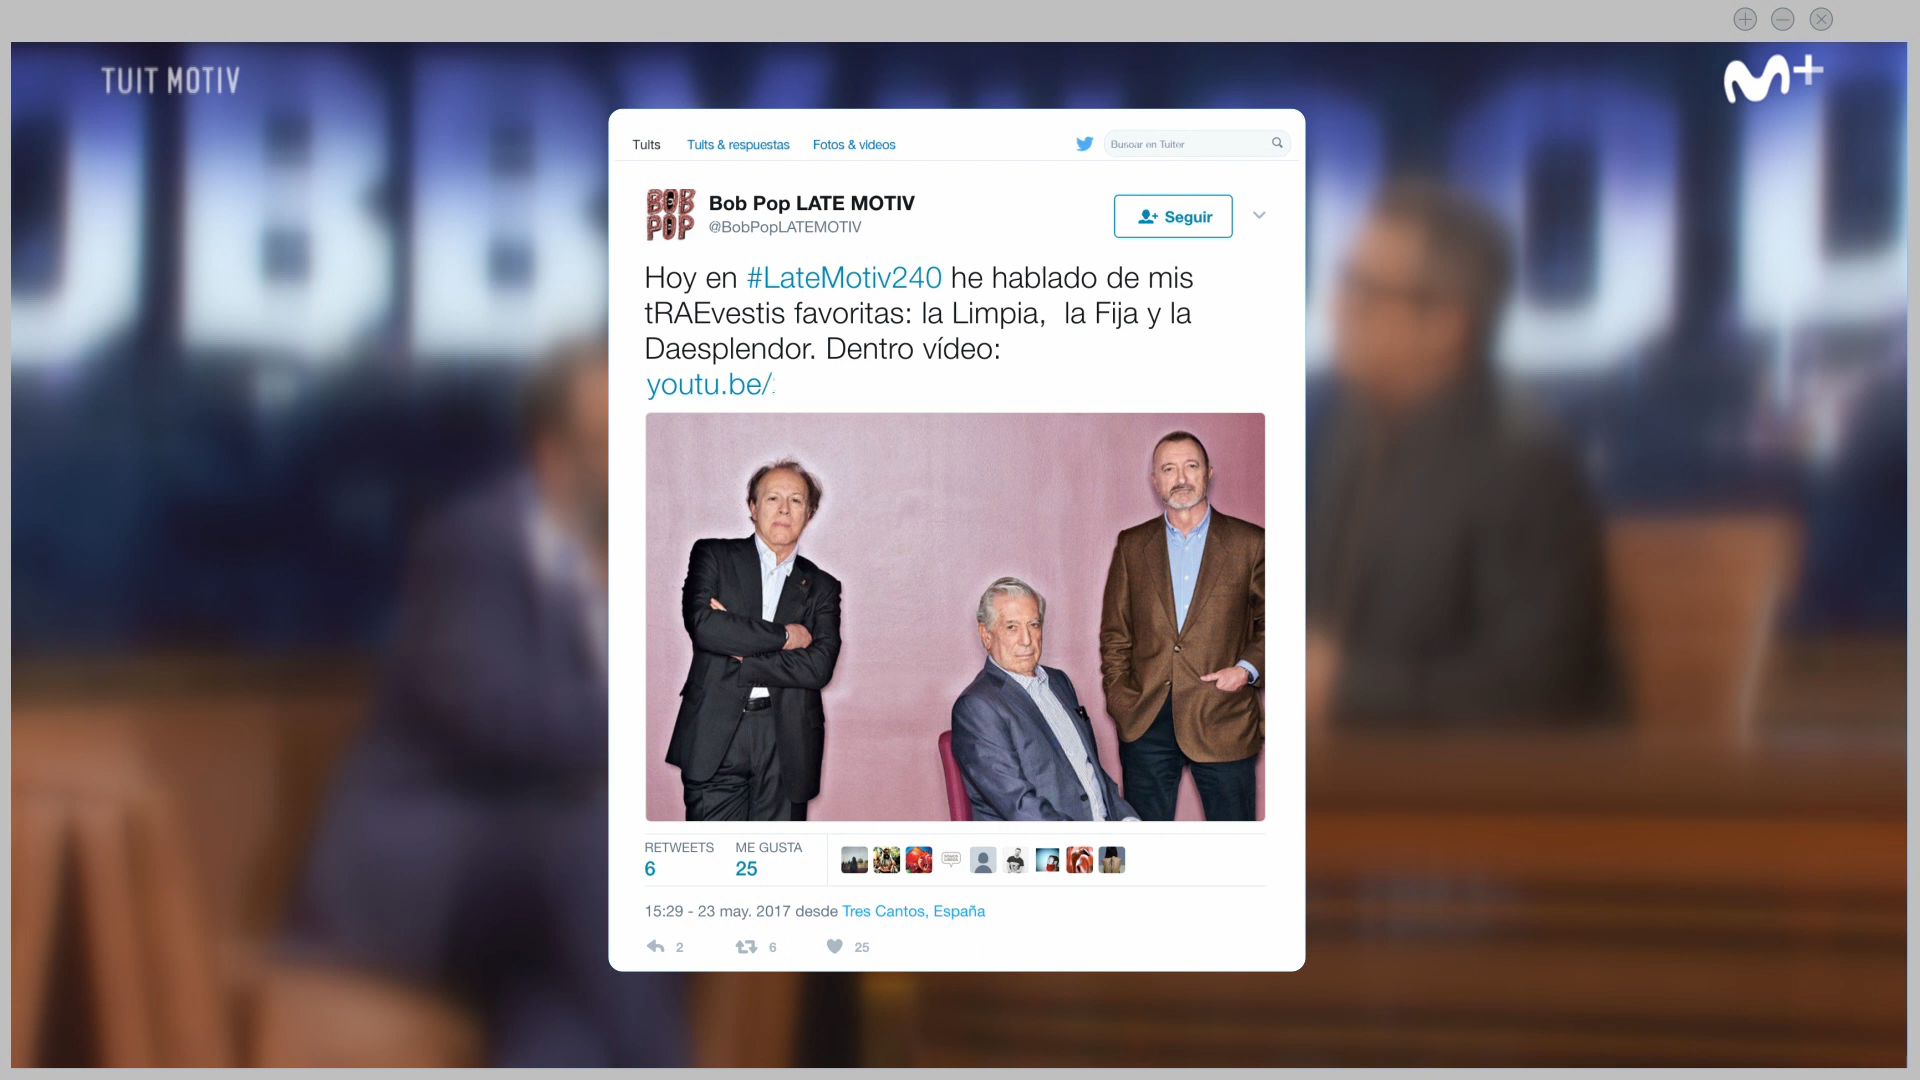 TUIT MOTIV
M+
Tuits Tuits & respuestas Fotos & videos Buscar en Tuiter
BOB
POP
Bob Pop LATE MOTIV
@BobPopLATEMOTIV
Seguir
Hoy en #LateMotiv240 he hablado de mis
tRAEvestis favoritas: la Limpia, la Fija y la
Daesplendor. Dentro vídeo:
youtu.be/
RETWEETS ME GUSTA
6 25
15:29 - 23 may. 2017 desde Tres Cantos, España
2 6 25